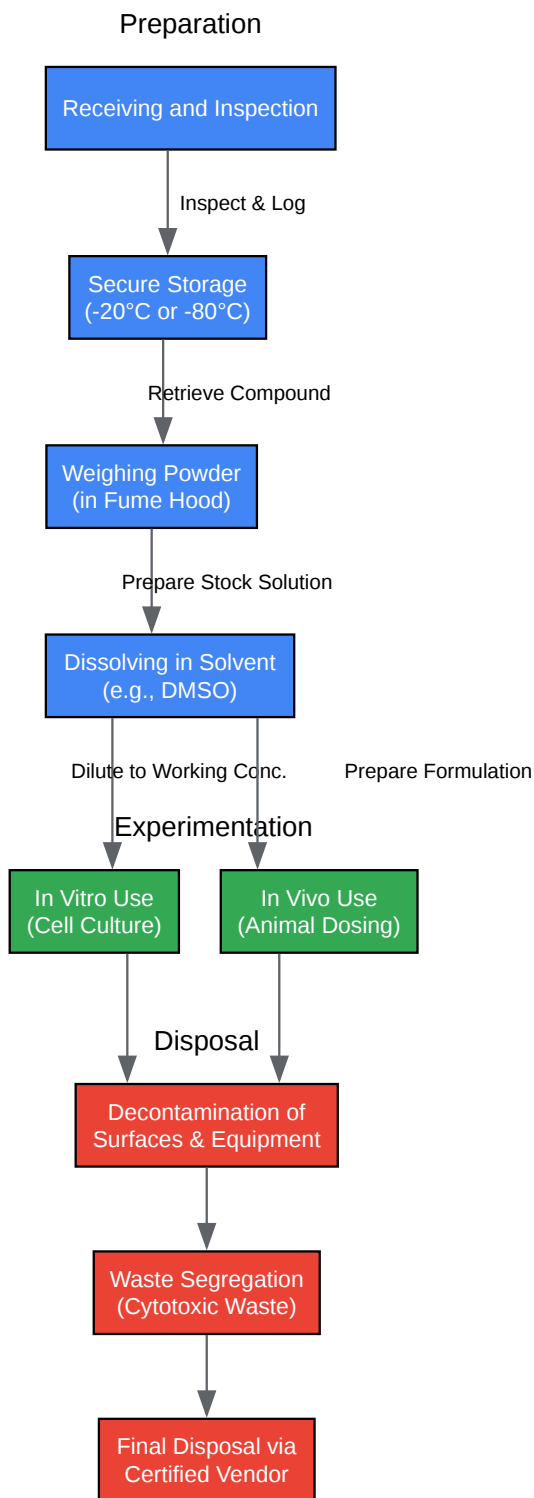 Preparation
Receiving and Inspection
Inspect & Log
Secure Storage
(-20°C or -80°C)
Retrieve Compound
Weighing Powder
(in Fume Hood)
Prepare Stock Solution
Dissolving in Solvent
(e.g., DMSO)
Dilute to Working Conc.
Prepare Formulation
Experimentation
In Vitro Use
(Cell Culture)
In Vivo Use
(Animal Dosing)
Disposal
Decontamination of
Surfaces & Equipment
Waste Segregation
(Cytotoxic Waste)
Final Disposal via
Certified Vendor